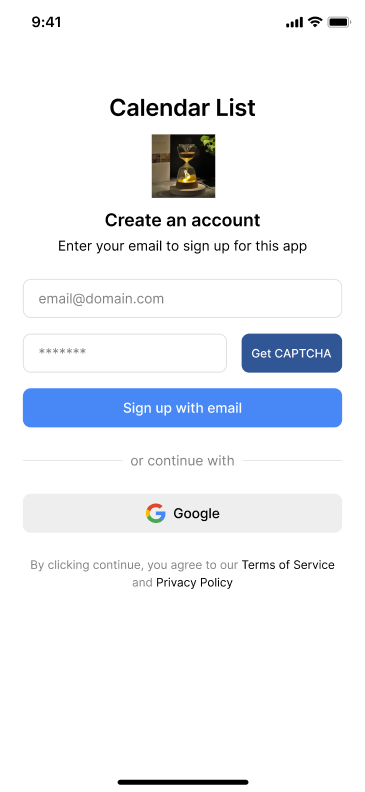 9:41
Calendar List
Create an account
Enter your email to sign up for this app
email@domain.com
*******
Get CAPTCHA
Sign up with email
or continue with
Google
By clicking continue, you agree to our Terms of Service
and Privacy Policy